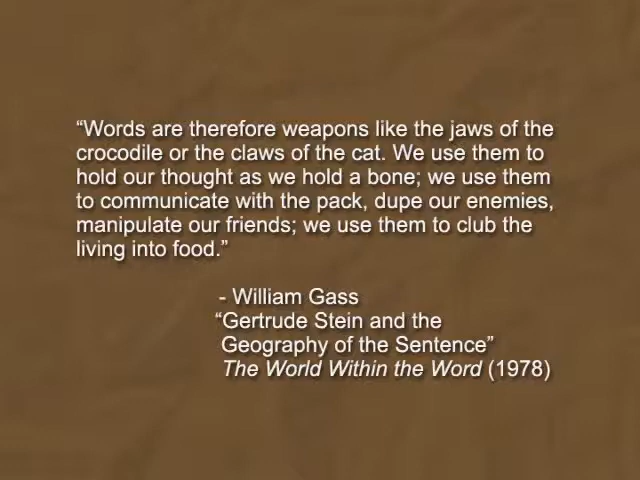 “Words are therefore weapons like the jaws of the
crocodile or the claws of the cat. We use them to
hold our thought as we hold a bone; we use them
to communicate with the pack, dupe our enemies,
manipulate our friends; we use them to club the
living into food.”
- William Gass
“Gertrude Stein and the
Geography of the Sentence”
The World Within the Word (1978)